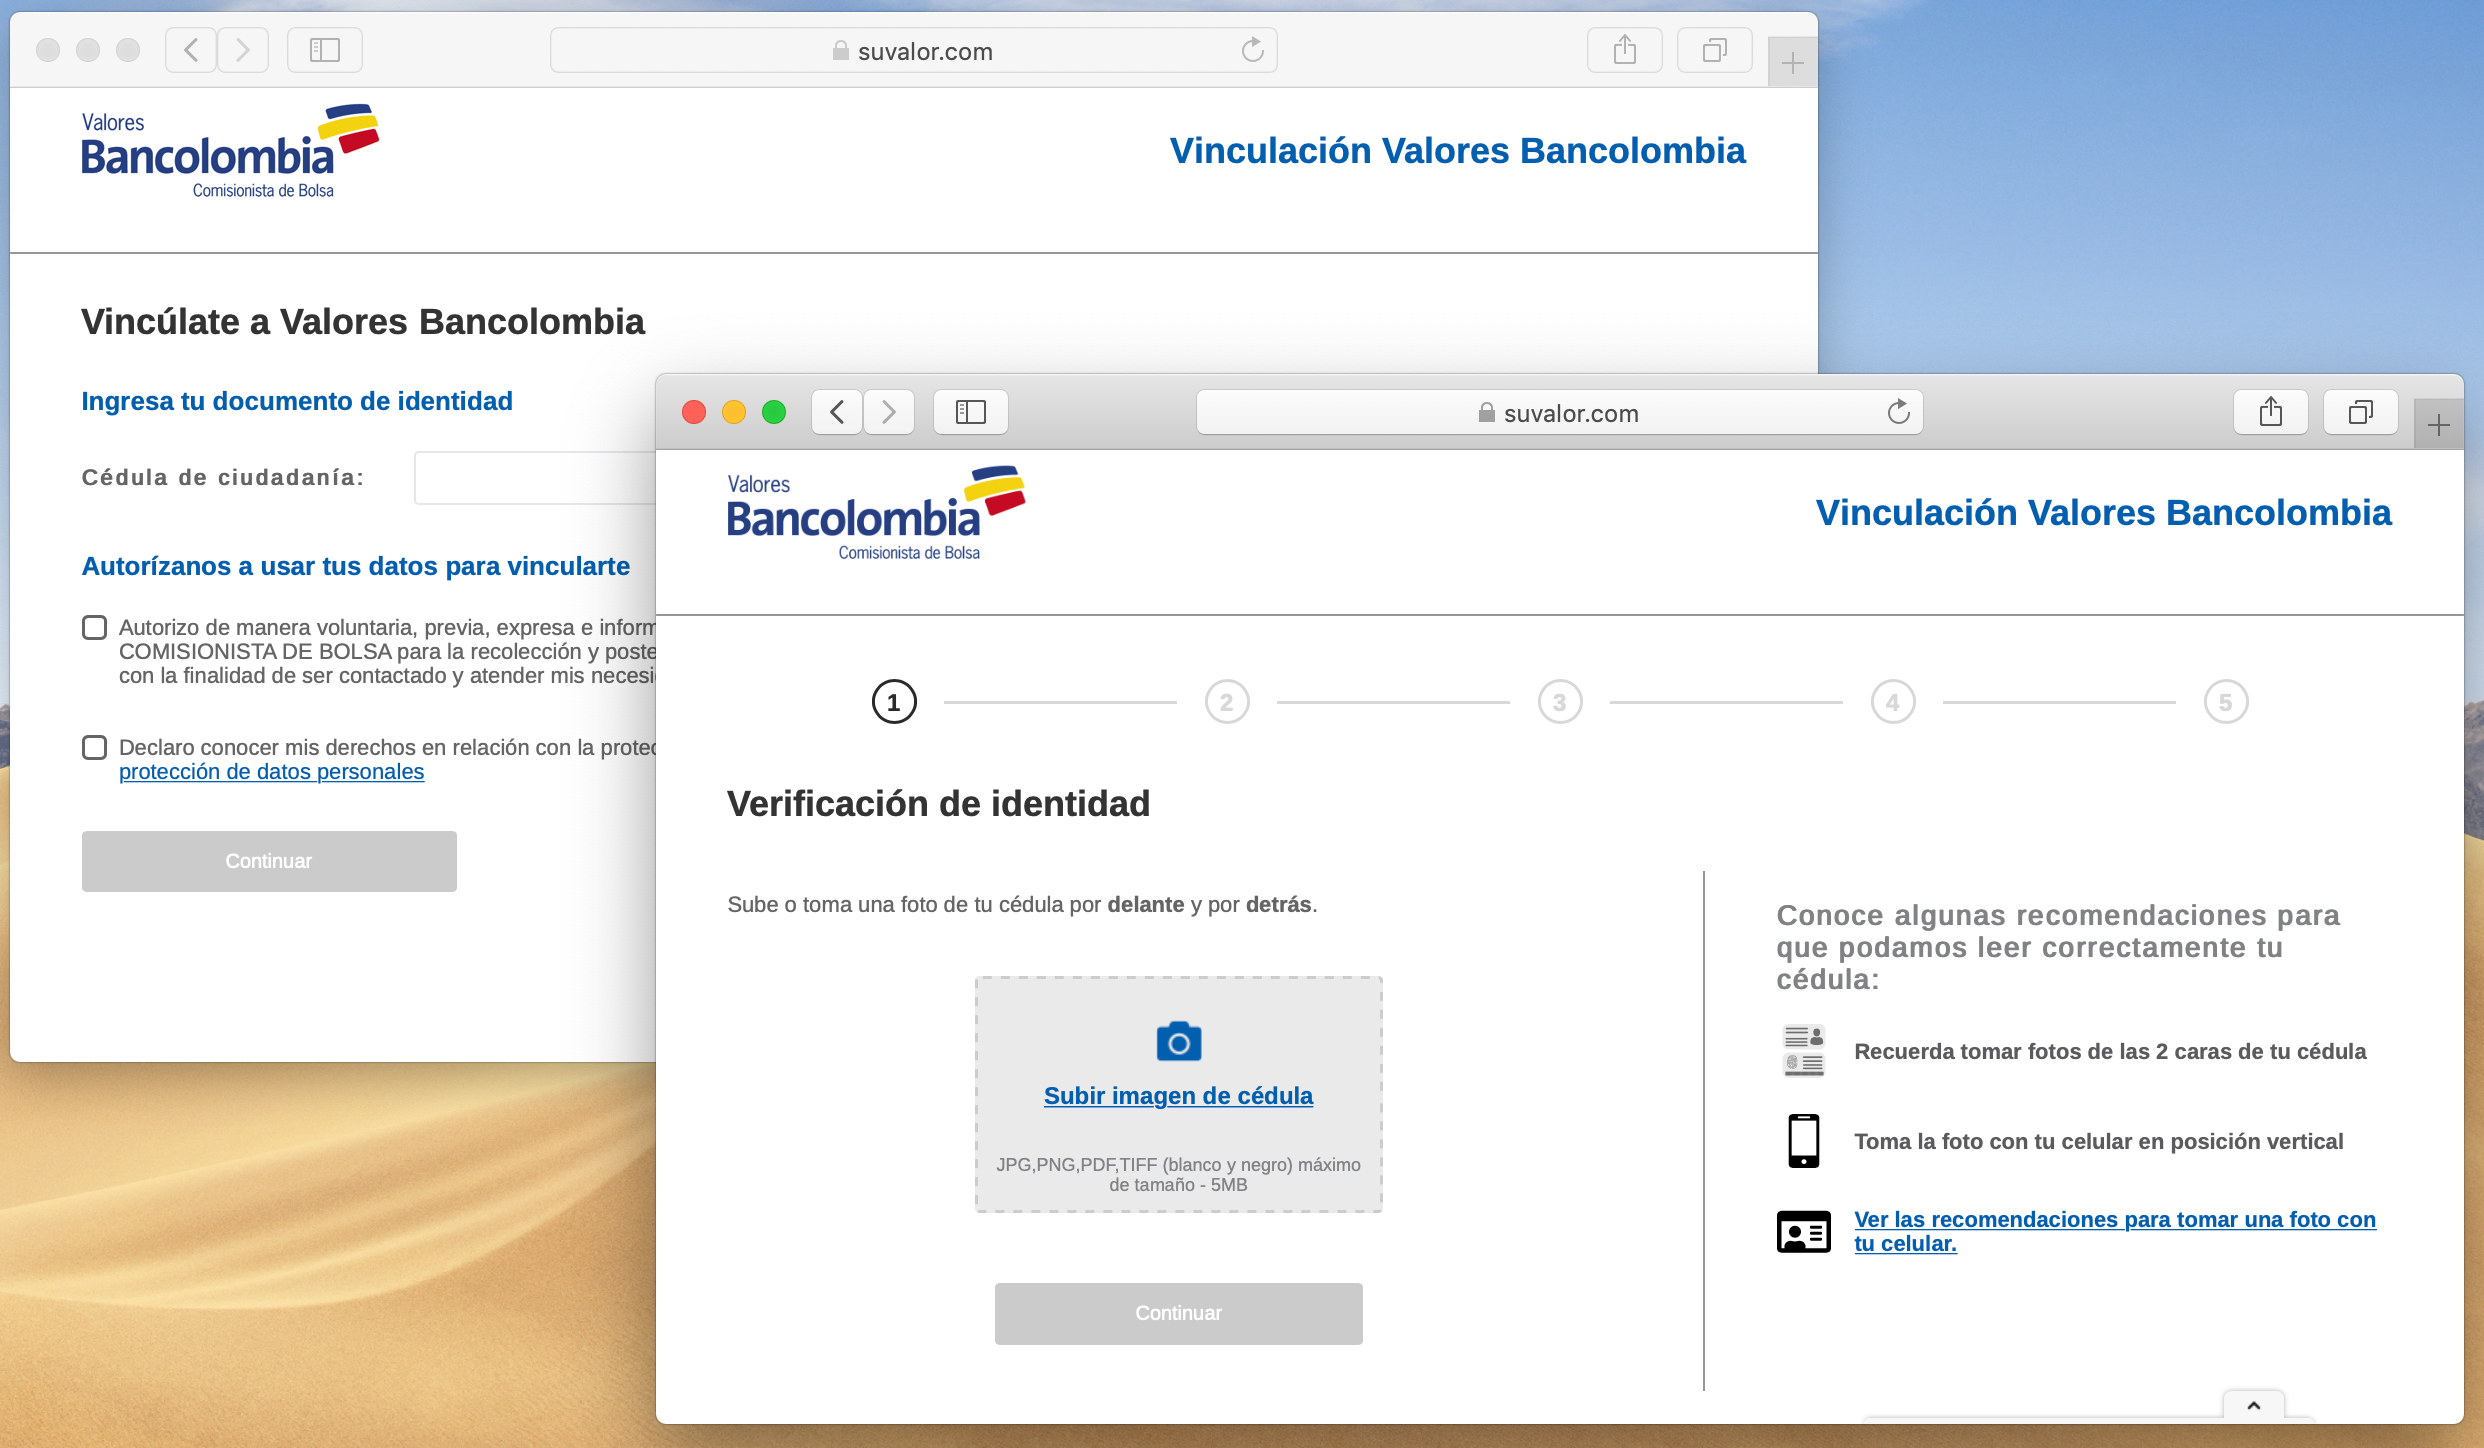 suvalor.com
Valores
Bancolombia
Comisionista de Bolsa
Vinculación Valores Bancolombia
Vincúlate a Valores Bancolombia
Ingresa tu documento de identidad
Cédula de ciudadanía:
Autorízanos a usar tus datos para vincularte
Autorizo de manera voluntaria, previa, expresa e inform
COMISIONISTA DE BOLSA para la recolección y poste
con la finalidad de ser contactado y atender mis necesi
Declaro conocer mis derechos en relación con la protec
protección de datos personales
Continuar
suvalor.com
Valores
Bancolombia
Comisionista de Bolsa
Vinculación Valores Bancolombia
1 2 3 4 5
Verificación de identidad
Sube o toma una foto de tu cédula por delante y por detrás.
Subir imagen de cédula
JPG,PNG,PDF,TIFF (blanco y negro) máximo
de tamaño - 5MB
Continuar
Conoce algunas recomendaciones para
que podamos leer correctamente tu
cédula:
Recuerda tomar fotos de las 2 caras de tu cédula
Toma la foto con tu celular en posición vertical
Ver las recomendaciones para tomar una foto con
tu celular.